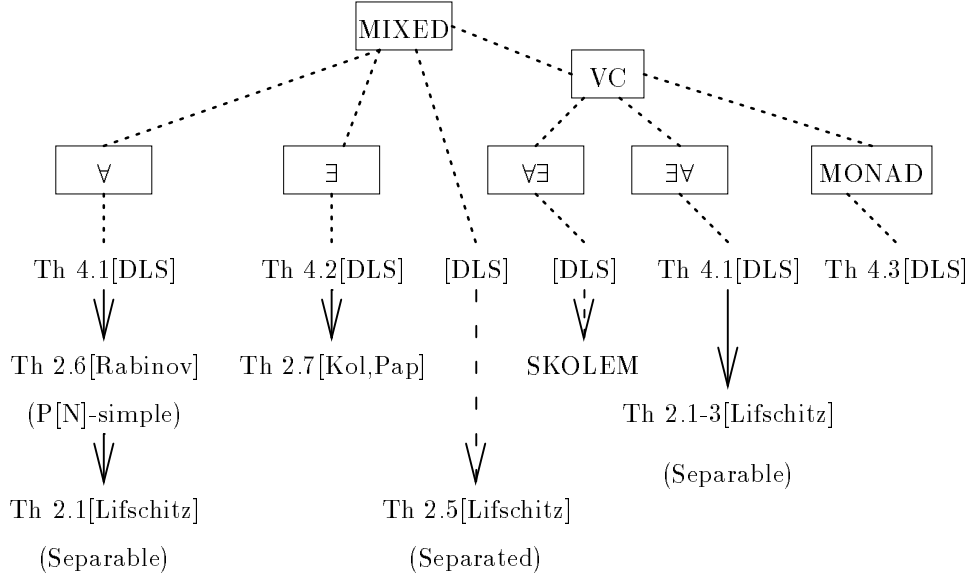 MIXED
VC
∀
∃
∀∃
∃∀
MONAD
Th 4.1[DLS]
Th 4.2[DLS]
[DLS]
[DLS]
Th 4.1[DLS]
Th 4.3[DLS]
Th 2.6[Rabinov]
Th 2.7[Kol,Pap]
SKOLEM
(P[N]-simple)
Th 2.1-3[Lifschitz]
(Separable)
Th 2.1[Lifschitz]
Th 2.5[Lifschitz]
(Separable)
(Separated)